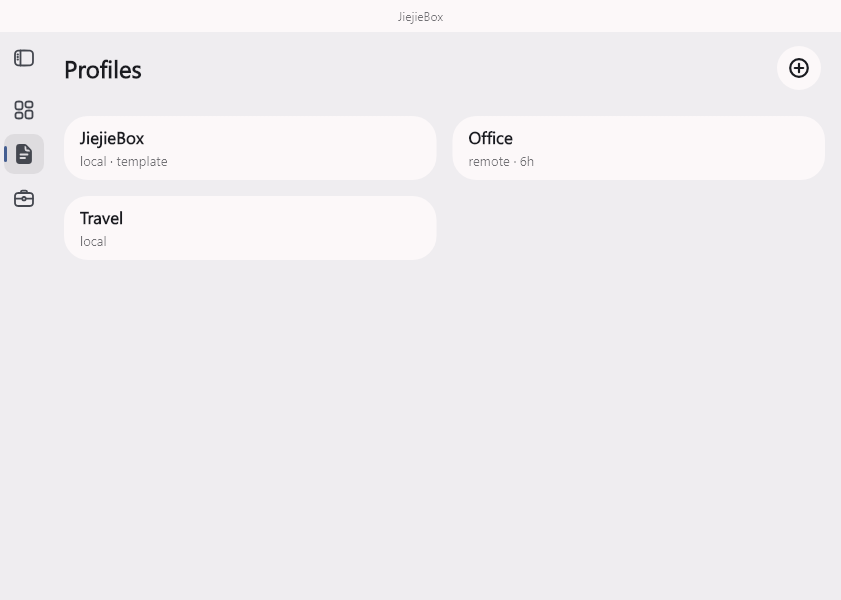 JiejieBox
Profiles
JiejieBox
local · template
Office
remote · 6h
Travel
local